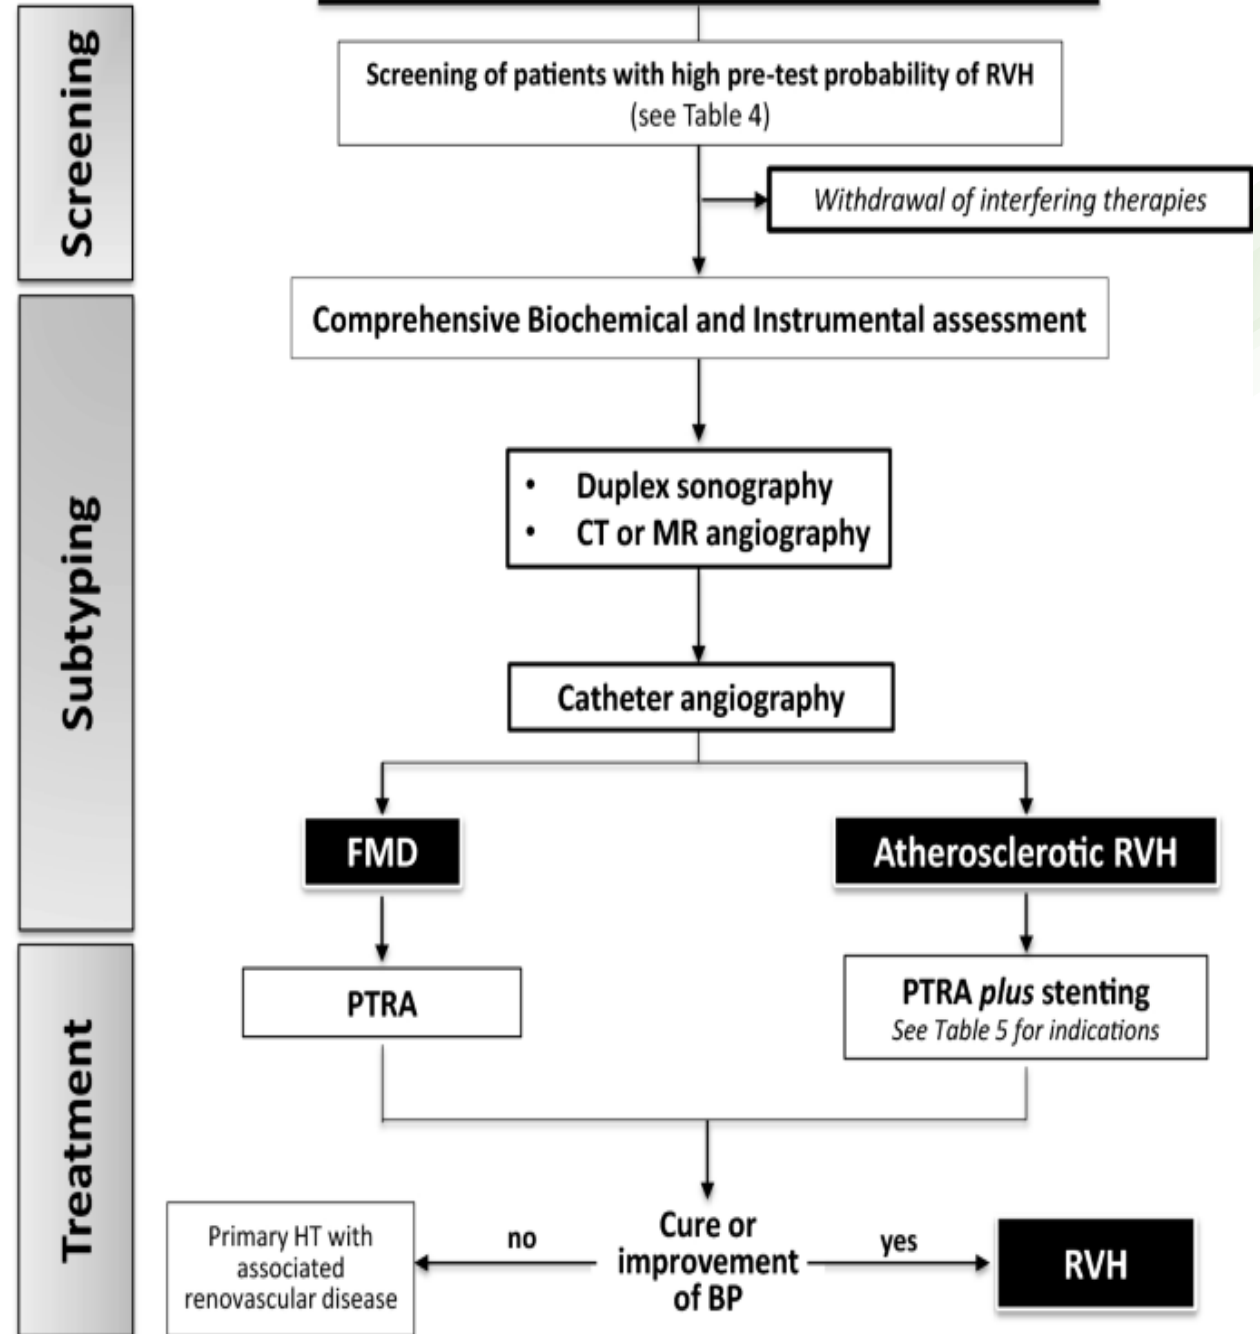 Screening
Screening of patients with high pre-test probability of RVH
(see Table 4)
Withdrawal of interfering therapies
Subtyping
Comprehensive Biochemical and Instrumental assessment
• Duplex sonography
• CT or MR angiography
Catheter angiography
FMD
Atherosclerotic RVH
Treatment
PTRA
PTRA plus stenting
See Table 5 for indications
Primary HT with
associated
renovascular disease
no
Cure or
improvement
of BP
yes
RVH